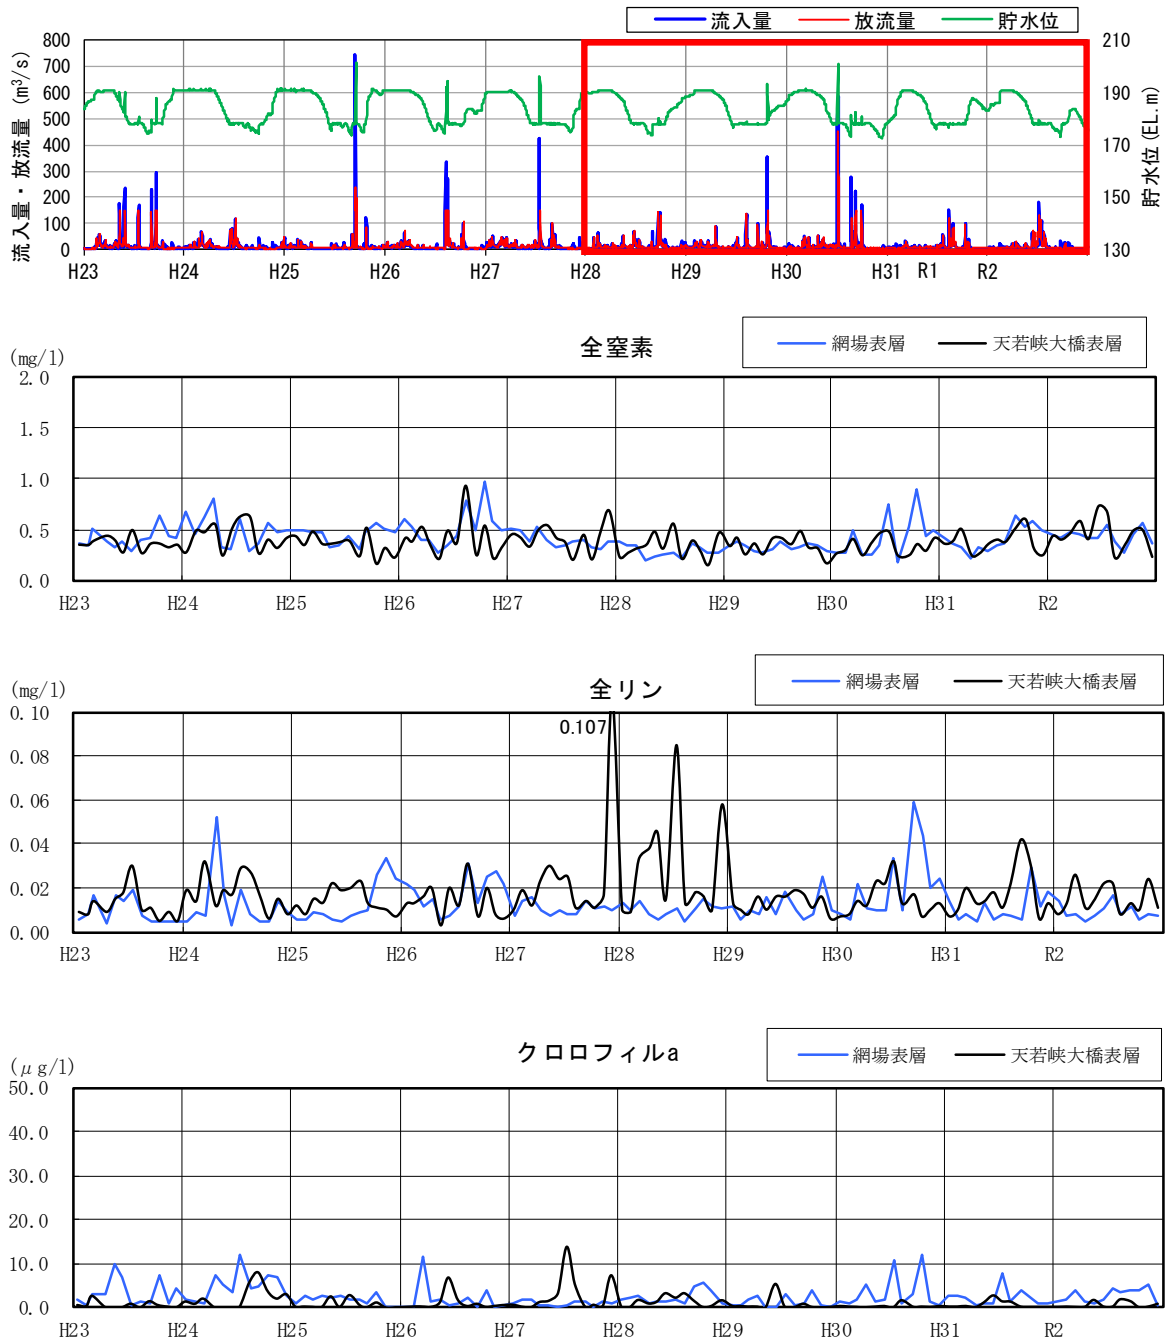 流入量 放流量 貯水位
流入量・放流量 (m³/s)
800
700
600
500
400
300
200
100
0
210
190
170
150
130
貯水位(EL.m)
H23 H24 H25 H26 H27 H28 H29 H30 H31 R1 R2
全窒素
網場表層 天若峡大橋表層
(mg/l)
2.0
1.5
1.0
0.5
0.0
H23 H24 H25 H26 H27 H28 H29 H30 H31 R2
全リン
網場表層 天若峡大橋表層
(mg/l)
0.10
0.107
0.08
0.06
0.04
0.02
0.00
H23 H24 H25 H26 H27 H28 H29 H30 H31 R2
クロロフィルa
網場表層 天若峡大橋表層
(μg/l)
50.0
40.0
30.0
20.0
10.0
0.0
H23 H24 H25 H26 H27 H28 H29 H30 H31 R2